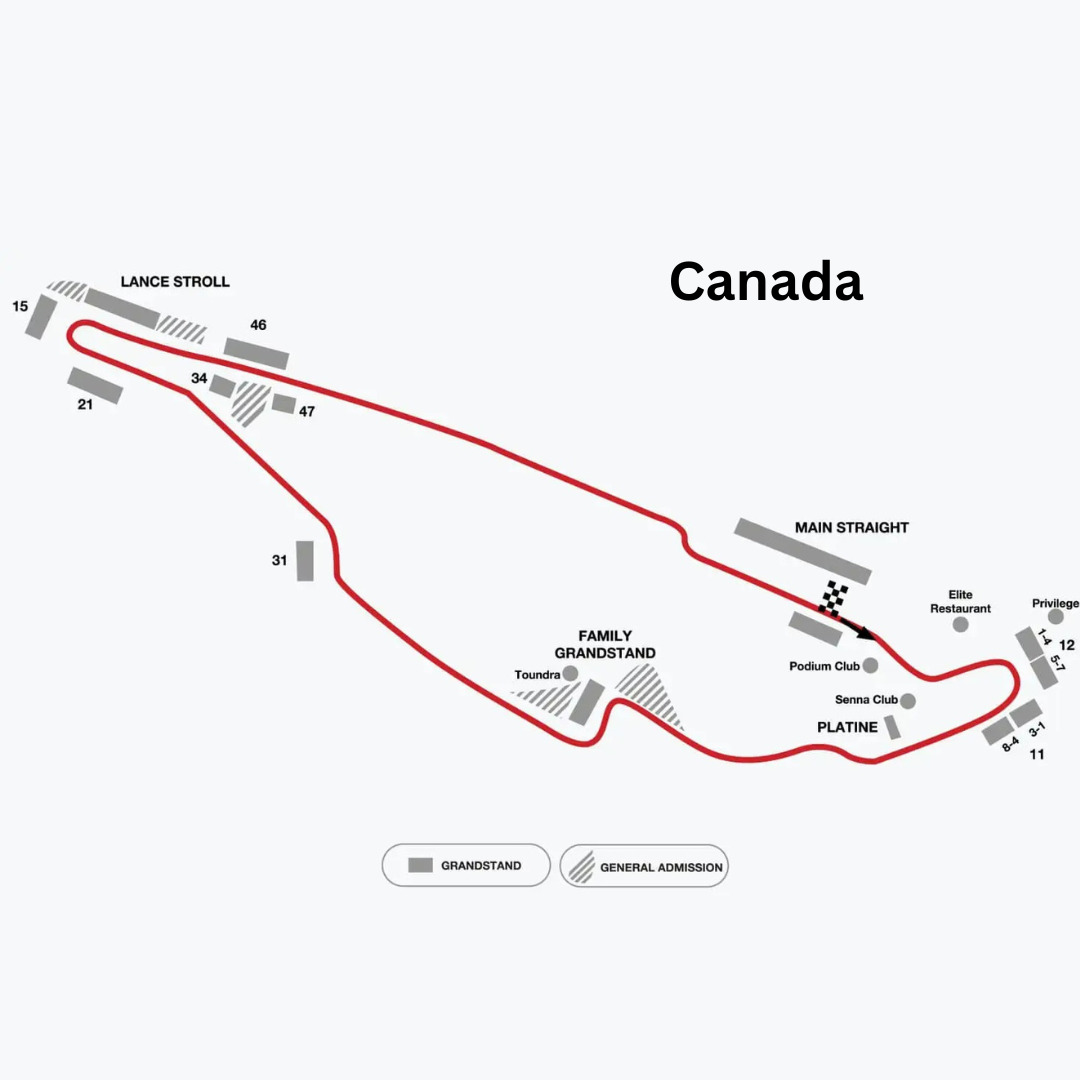 Canada
LANCE STROLL
15
46
34
47
21
MAIN STRAIGHT
31
Elite
Restaurant
Privilege
1-4
12
5-7
FAMILY
GRANDSTAND
Toundra
Podium Club
Senna Club
PLATINE
3-1
8-4
11
GRANDSTAND
GENERAL ADMISSION